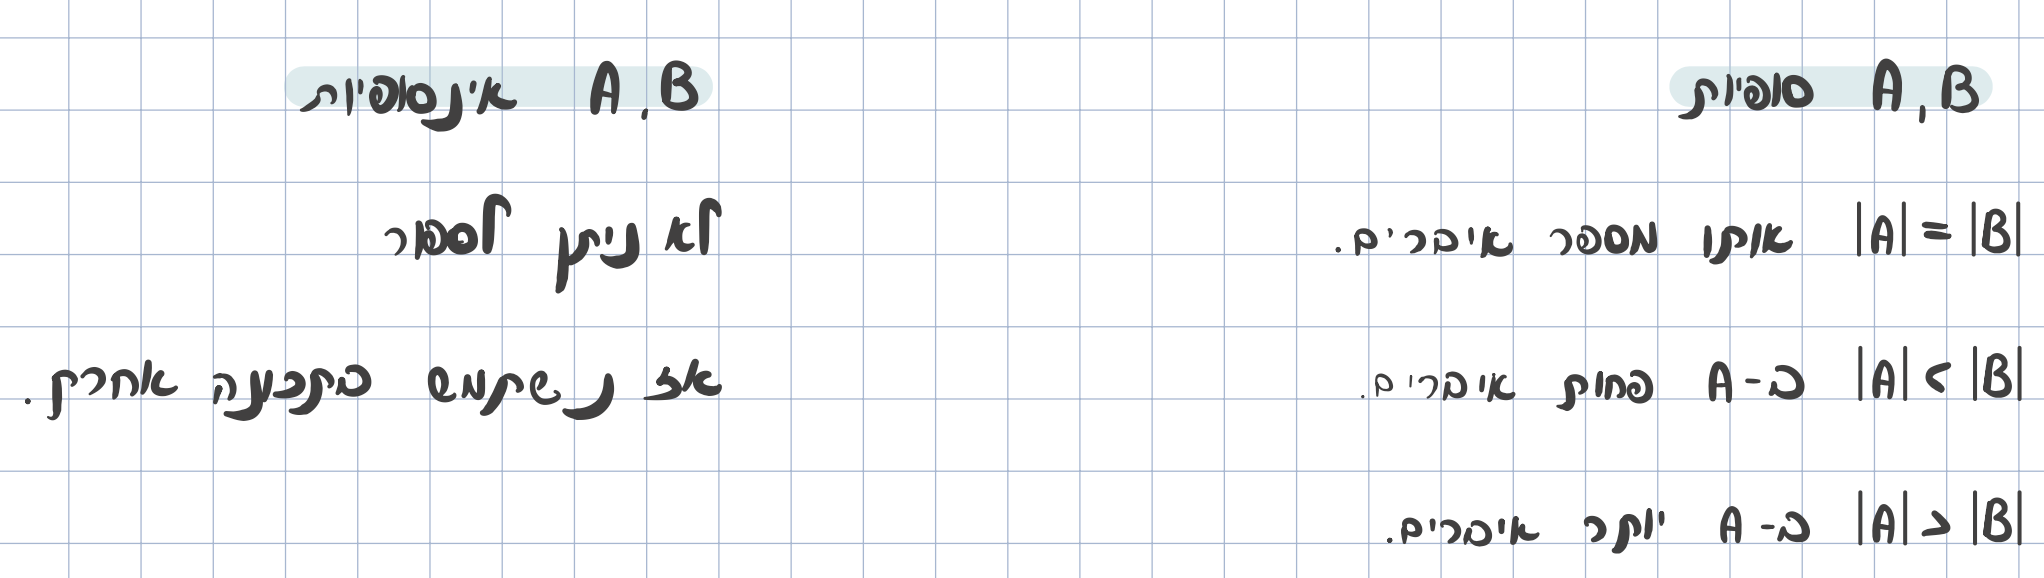 A,B סופיות
|A| = |B| אותו מספר איברים.
|A| < |B| ב-A פחות איברים.
|A| > |B| ב-A יותר איברים.
A,B אינסופיות
לא ניתן לספור
אז נשתמש בתכונה אחרת.